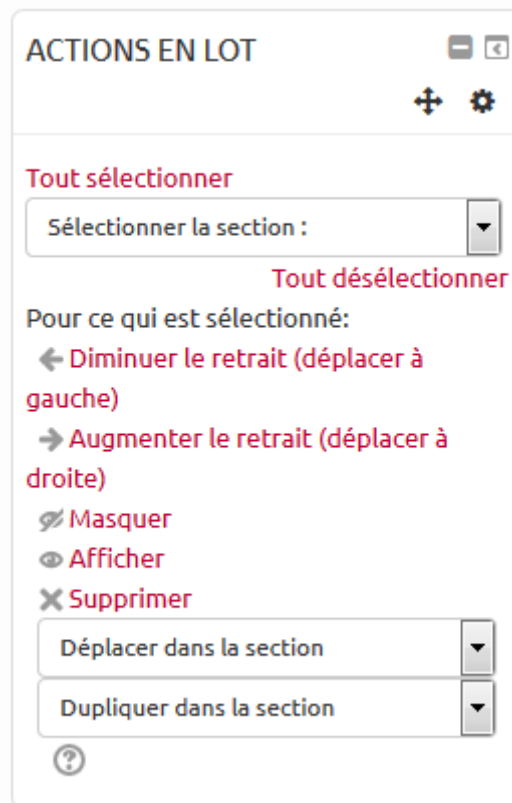 ACTIONS EN LOT
Tout sélectionner
Sélectionner la section :
Tout désélectionner
Pour ce qui est sélectionné:
Diminuer le retrait (déplacer à
gauche)
Augmenter le retrait (déplacer à
droite)
Masquer
Afficher
Supprimer
Déplacer dans la section
Dupliquer dans la section